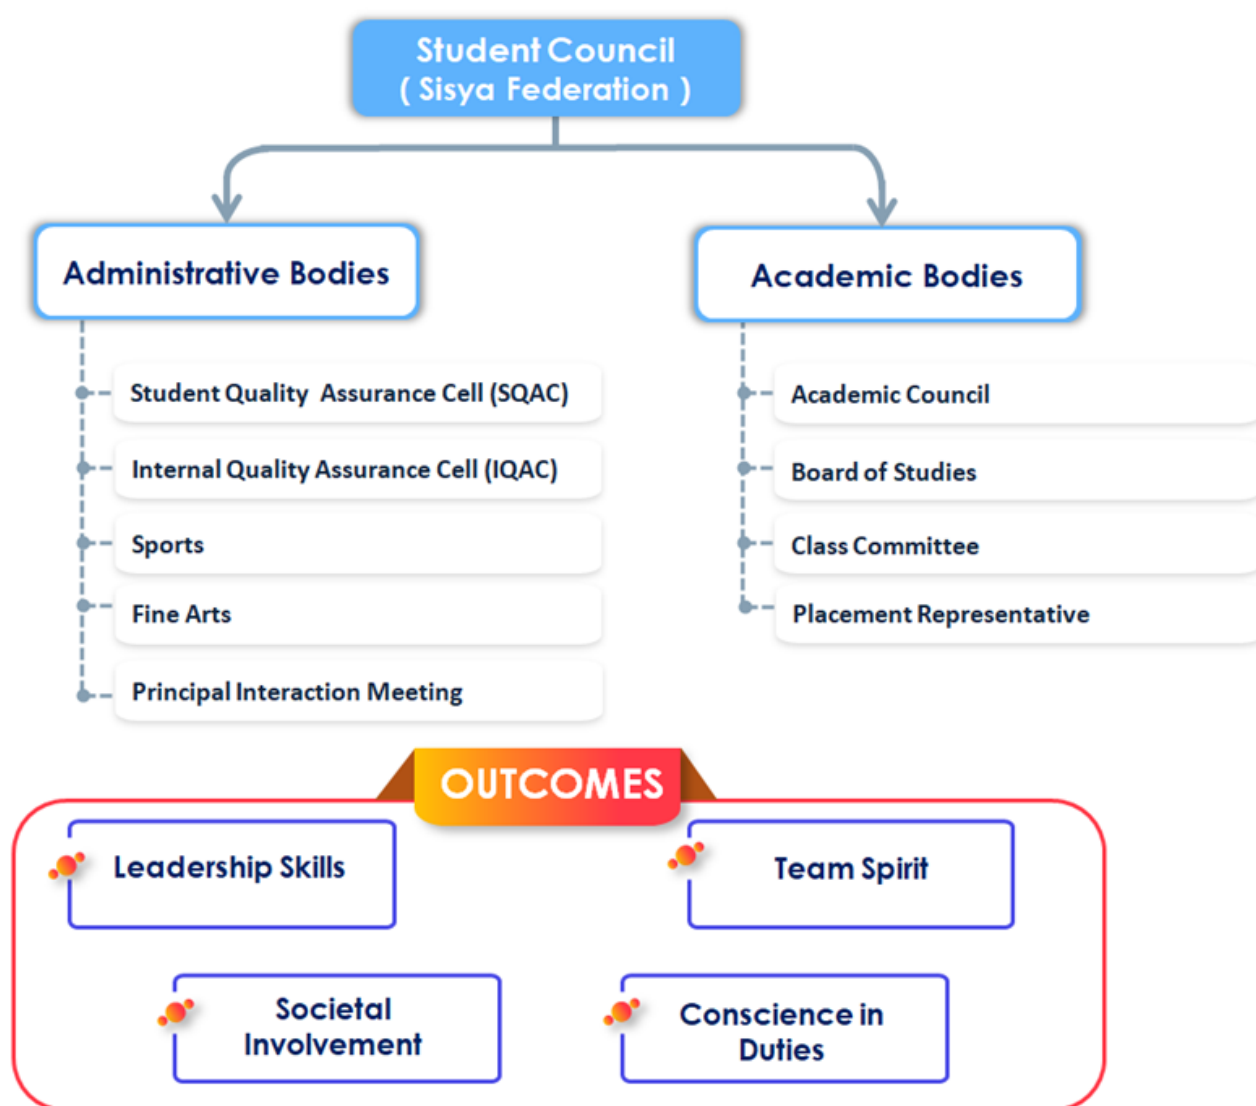 Student Council
( Sisya Federation )
Administrative Bodies
Student Quality Assurance Cell (SQAC)
Internal Quality Assurance Cell (IQAC)
Sports
Fine Arts
Principal Interaction Meeting
Academic Bodies
Academic Council
Board of Studies
Class Committee
Placement Representative
OUTCOMES
Leadership Skills
Team Spirit
Societal
Involvement
Conscience in
Duties